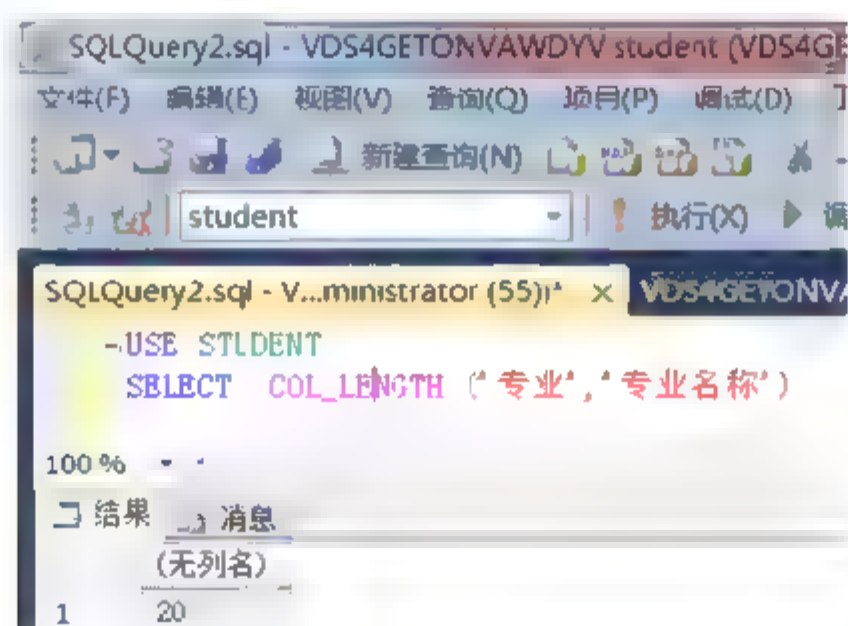 SQLQuery2.sql - VDS4GETONVAWDYV student (VDS4GE
文件(F) 编辑(E) 视图(V) 查询(Q) 项目(P) 调试(D)
新建查询(N)
student 执行(X) 调
SQLQuery2.sql - V...ministrator (55))* × VDS4GETONVA
USE STUDENT
SELECT COL_LENGTH ('专业','专业名称')
100 %
结果 消息
(无列名)
1 20